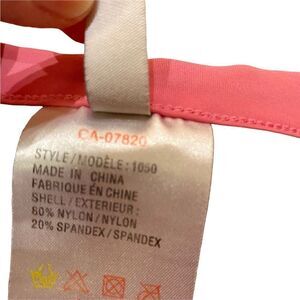 CA-07820
STYLE / MODÈLE : 1050
MADE IN CHINA
FABRIQUÉ EN CHINE
SHELL / EXTERIEUR :
80% NYLON / NYLON
20% SPANDEX / SPANDEX